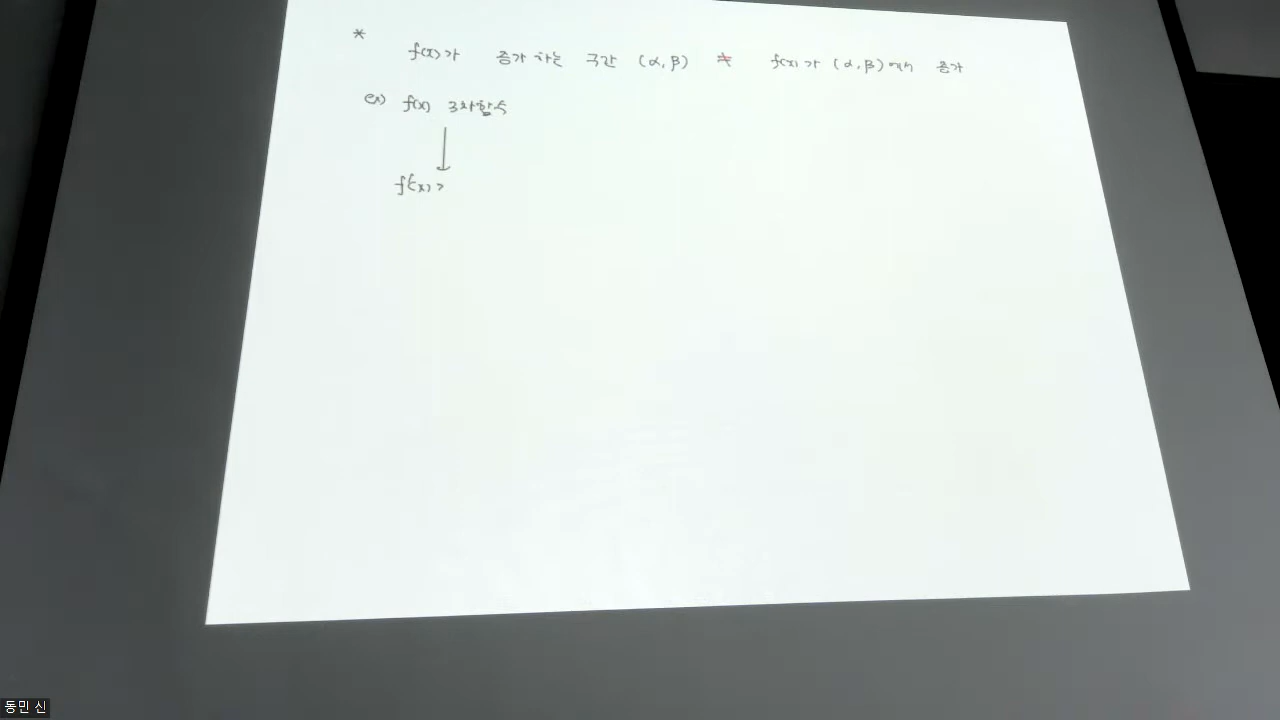 * f(x)가 증가하는 구간 (α,β) ≠ f(x)가 (α,β)에서 증가
ex) f(x) 3차함수
↓
f'(x) >
동민 신